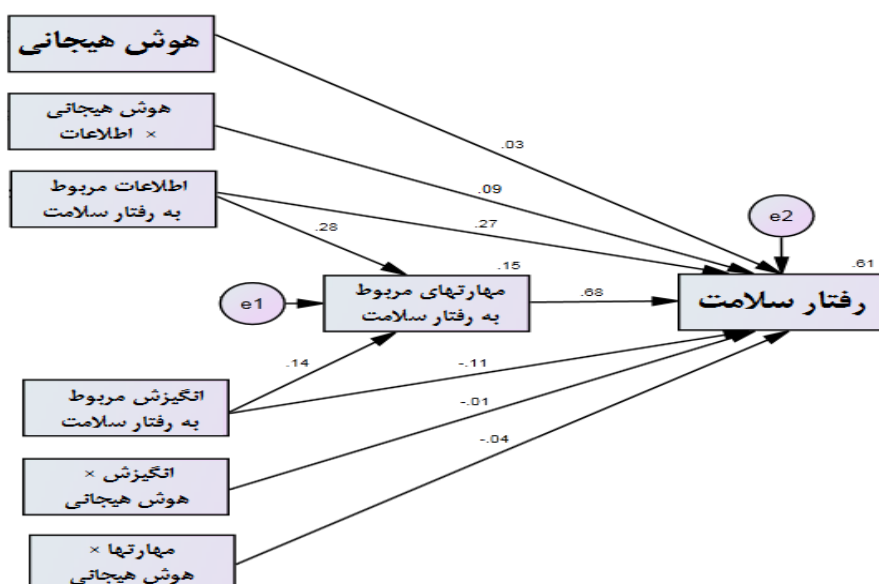 هوش هیجانی
هوش هیجانی
× اطلاعات
.03
.09
اطلاعات مربوط
به رفتار سلامت
.27
.28
e2
.15
.61
e1
مهارتهای مربوط
به رفتار سلامت
.68
رفتار سلامت
.14
-.11
انگیزش مربوط
به رفتار سلامت
-.01
-.04
انگیزش ×
هوش هیجانی
مهارتها ×
هوش هیجانی